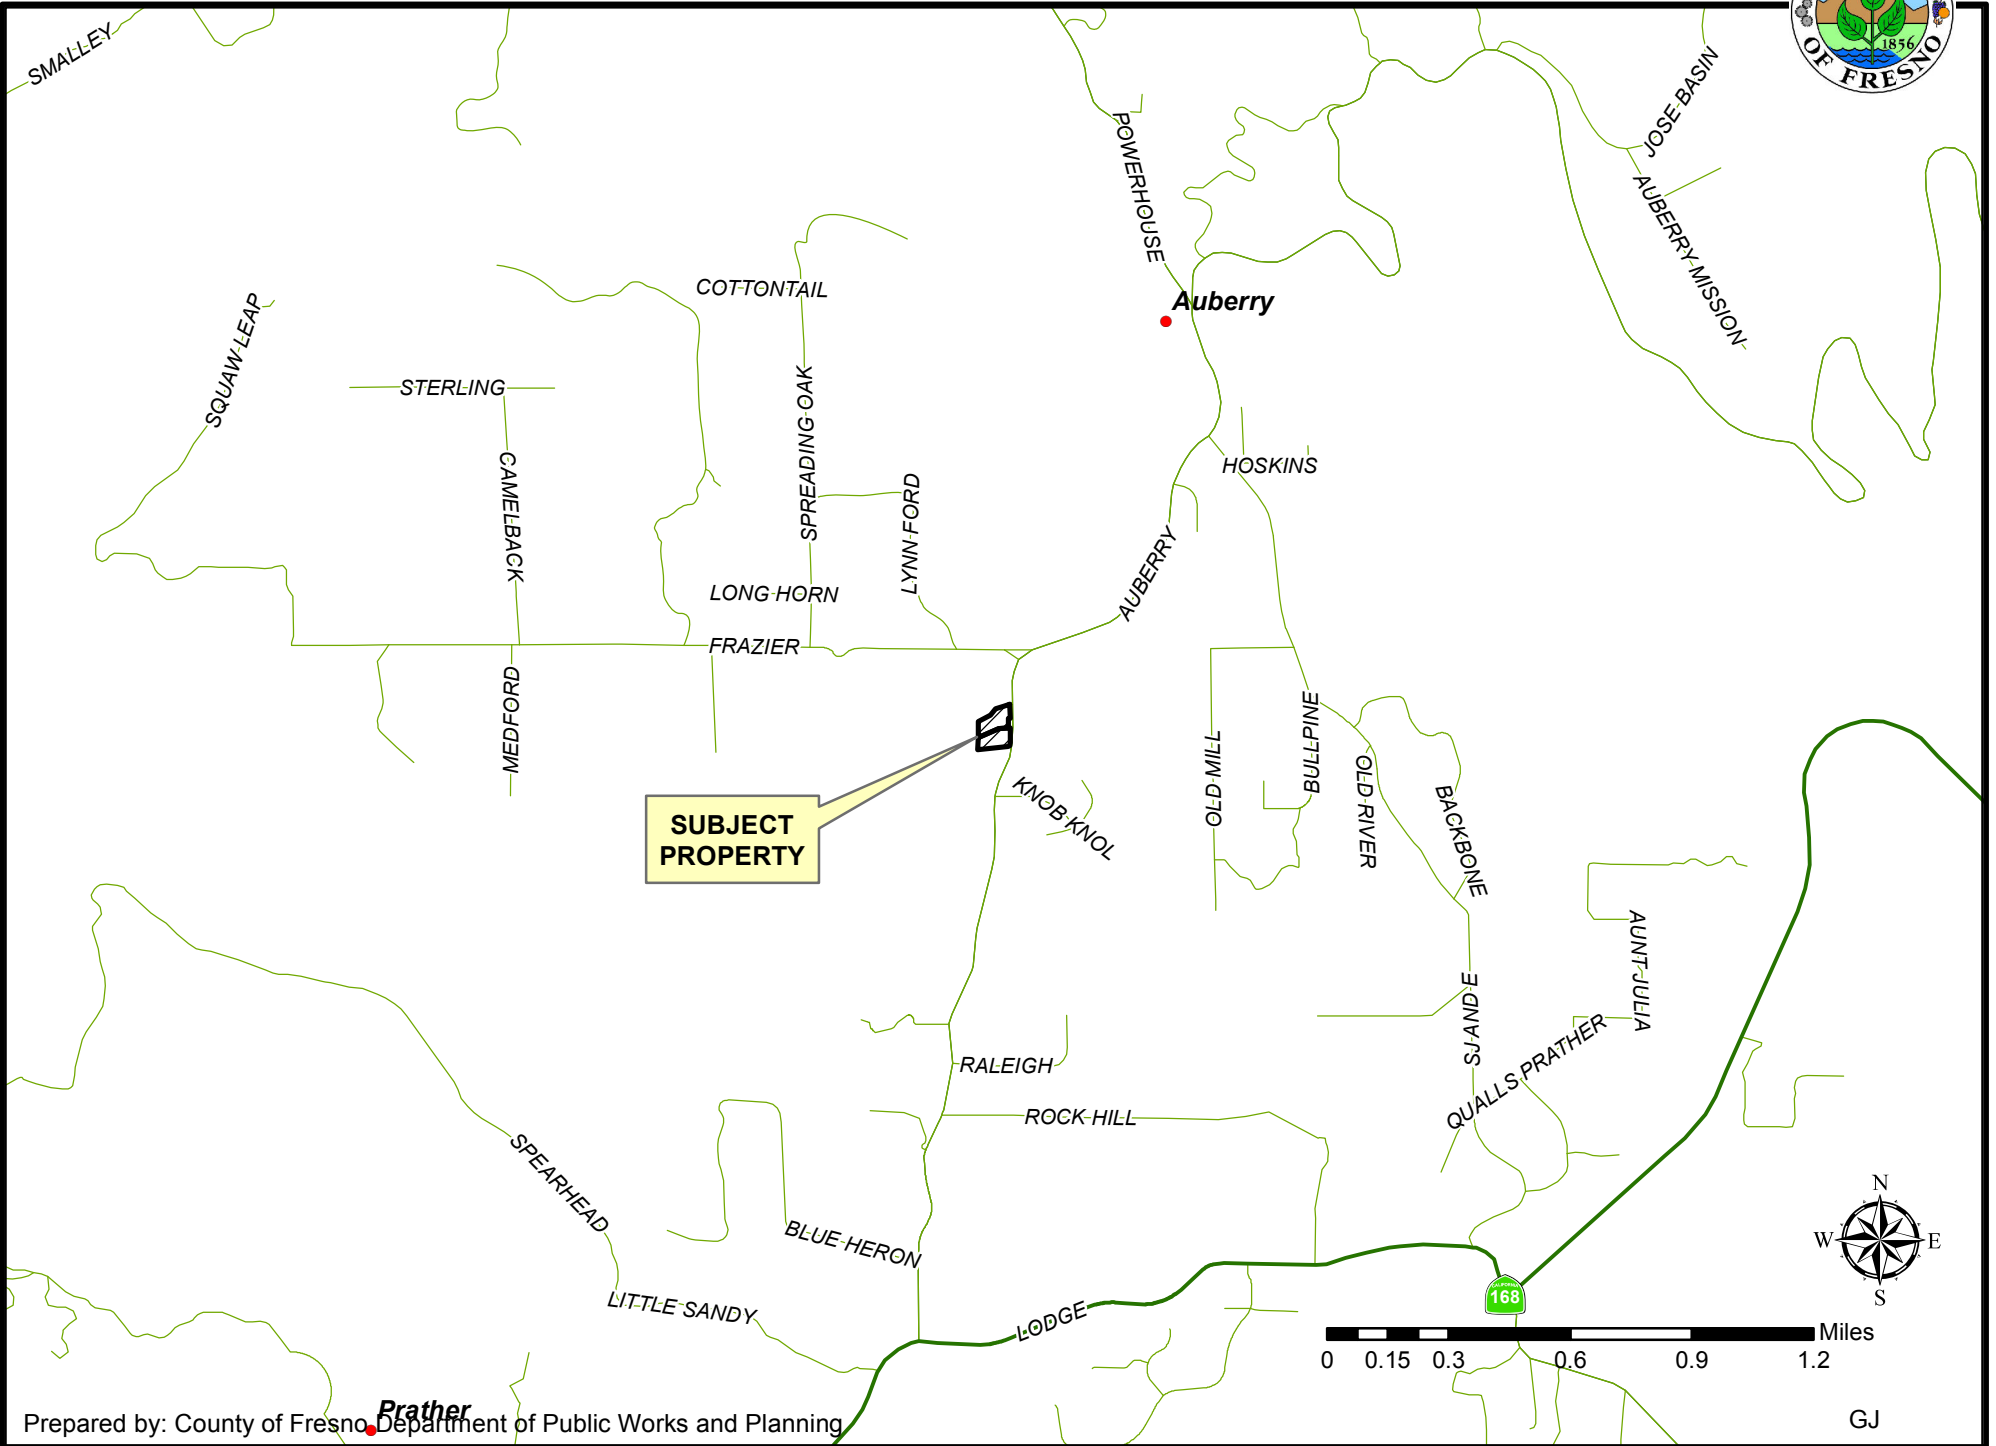 SMALLEY
1856
OF FRESNO
JOSE BASIN
POWERHOUSE
AUBERRY MISSION
COTTONTAIL
Auberry
SQUAW LEAP
STERLING
SPREADING OAK
CAMELBACK
HOSKINS
LYNN FORD
AUBERRY
LONG HORN
FRAZIER
MEDFORD
BULLPINE
OLD MILL
OLD RIVER
KNOB KNOL
BACKBONE
SUBJECT
PROPERTY
AUNT JULIA
SJ AND E
QUALLS PRATHER
RALEIGH
ROCK HILL
SPEARHEAD
BLUE HERON
N
W
E
S
LITTLE SANDY
LODGE
CALIFORNIA
168
Miles
0 0.15 0.3 0.6 0.9 1.2
Prather
Prepared by: County of Fresno Department of Public Works and Planning
GJ